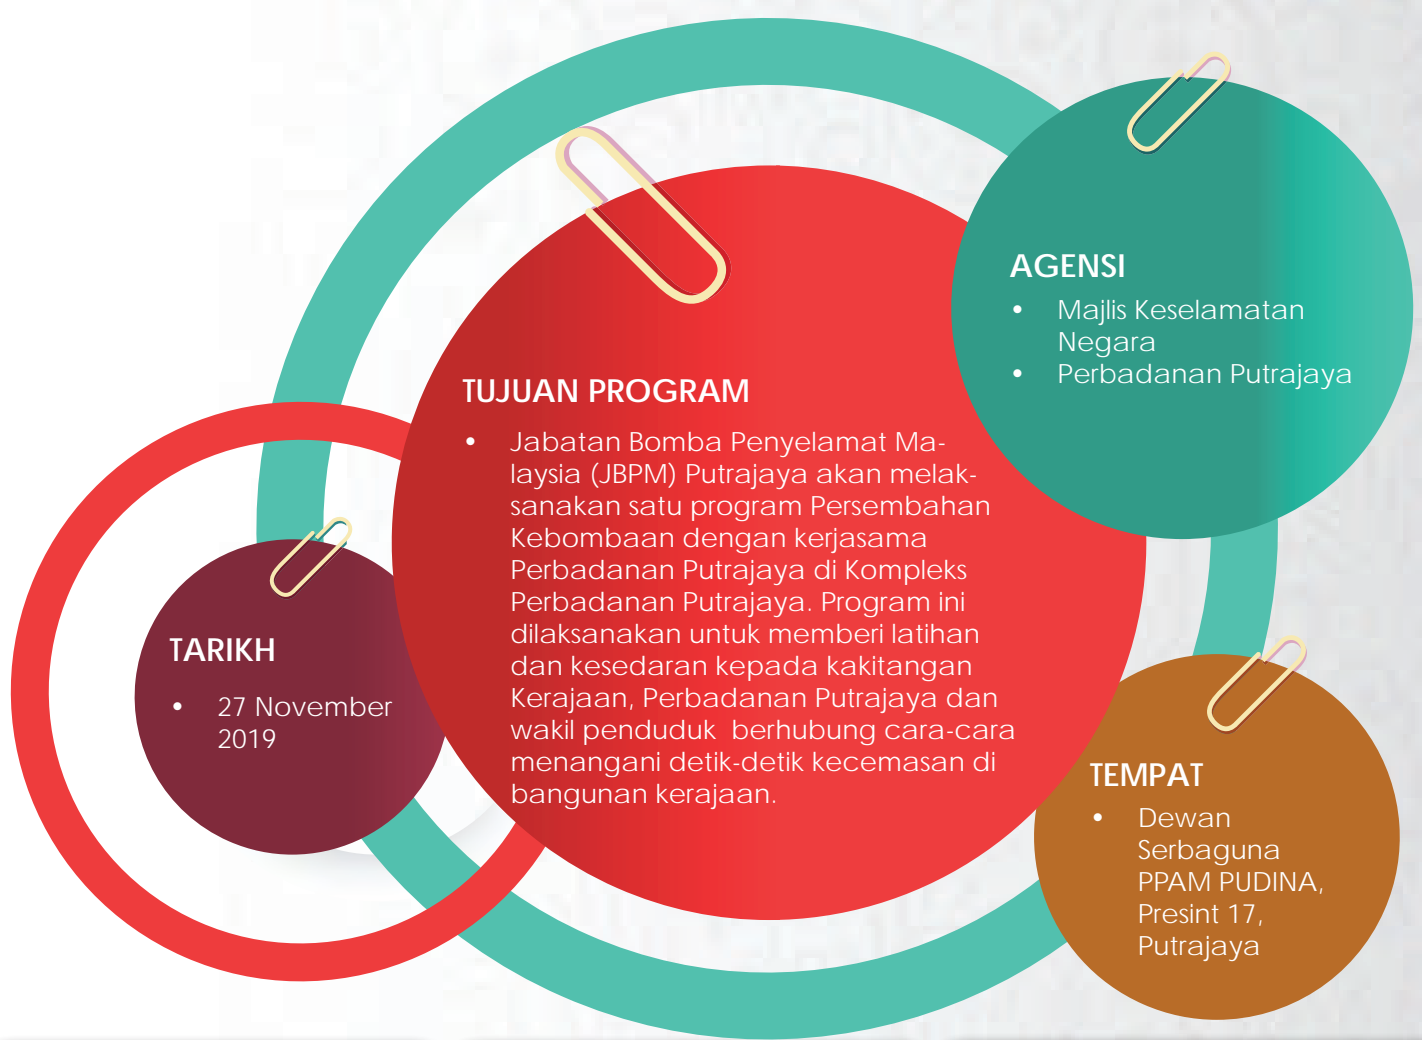 AGENSI
• Majlis Keselamatan
Negara
• Perbadanan Putrajaya
TUJUAN PROGRAM
• Jabatan Bomba Penyelamat Ma-
laysia (JBPM) Putrajaya akan melak-
sanakan satu program Persembahan
Kebombaan dengan kerjasama
Perbadanan Putrajaya di Kompleks
Perbadanan Putrajaya. Program ini
dilaksanakan untuk memberi latihan
dan kesedaran kepada kakitangan
Kerajaan, Perbadanan Putrajaya dan
wakil penduduk berhubung cara-cara
menangani detik-detik kecemasan di
bangunan kerajaan.
TARIKH
• 27 November
2019
TEMPAT
• Dewan
Serbaguna
PPAM PUDINA,
Presint 17,
Putrajaya